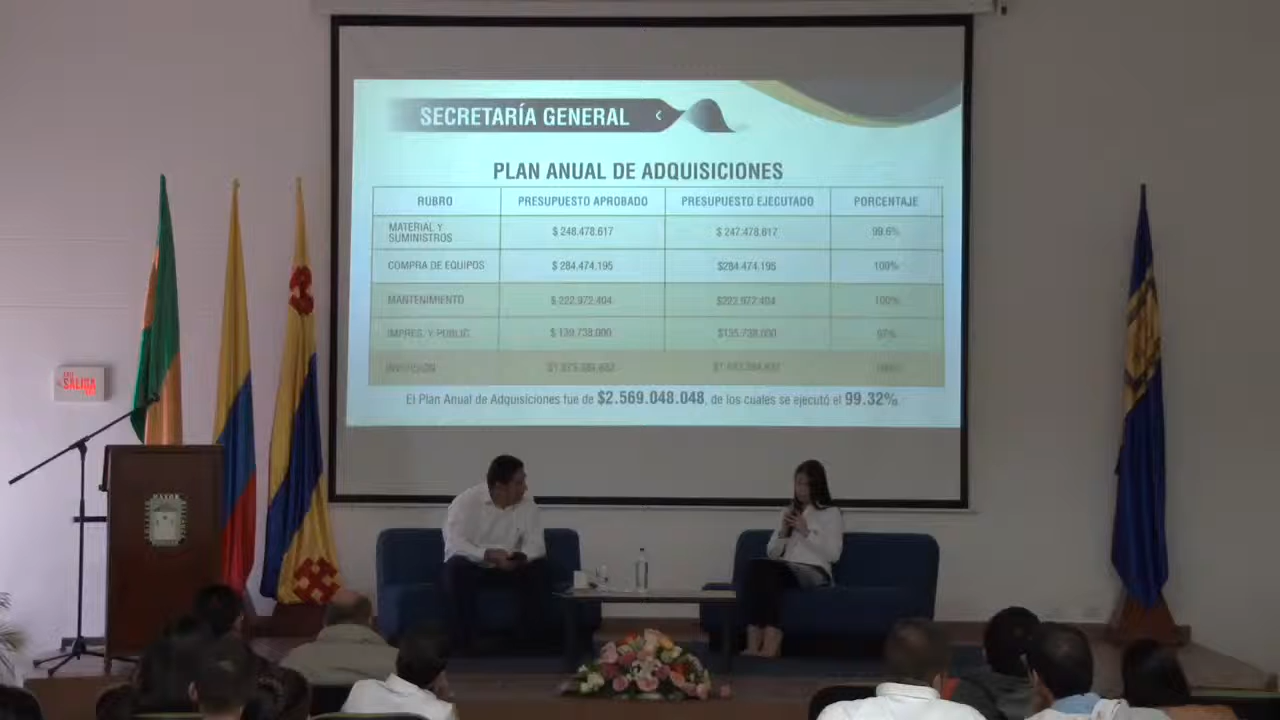 SECRETARÍA GENERAL
PLAN ANUAL DE ADQUISICIONES
RUBRO PRESUPUESTO APROBADO PRESUPUESTO EJECUTADO PORCENTAJE
MATERIAL Y
SUMINISTROS $ 248.478.617 $ 247.478.617 99.6%
COMPRA DE EQUIPOS $ 284.474.195 $284.474.195 100%
MANTENIMIENTO $ 222.972.404 $222.972.404 100%
IMPRES. Y PUBLIC. $ 139.738.000 $135.738.000 97%
INVERSIÓN 100%
El Plan Anual de Adquisiciones fue de $2.569.048.048, de los cuales se ejecutó el 99.32%.
SALIDA